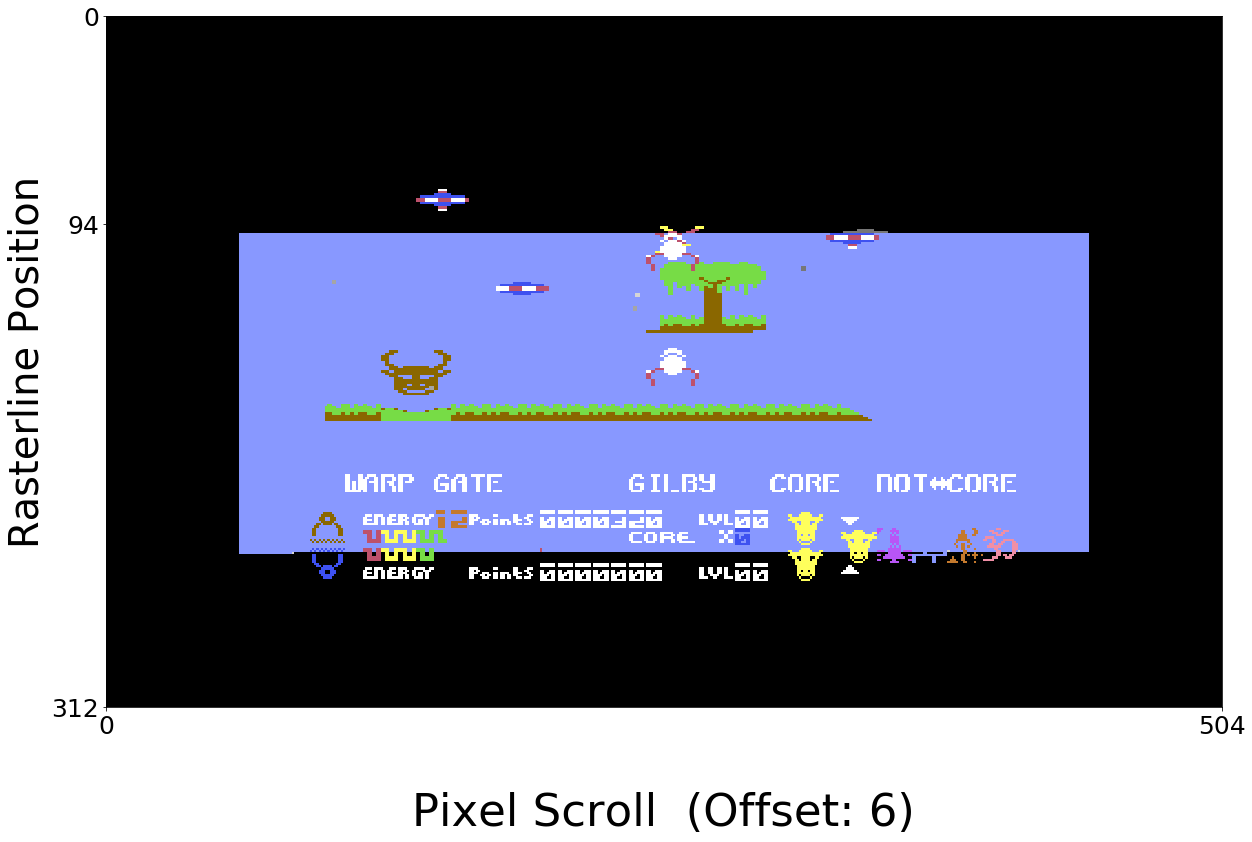 0
Rasterline Position
94
WARP GATE GILBY CORE NOT↔CORE
ENERGY 12 Points 0000320 LVL00
CORE X0
ENERGY Points 0000000 LVL00
312
0 504
Pixel Scroll (Offset: 6)